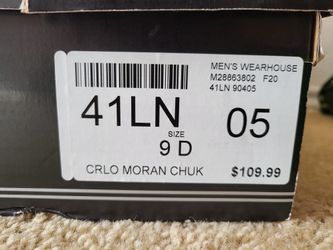 MEN'S WEARHOUSE
M28863802 F20
41LN 90405
41LN 05
SIZE
9 D
CRLO MORAN CHUK $109.99